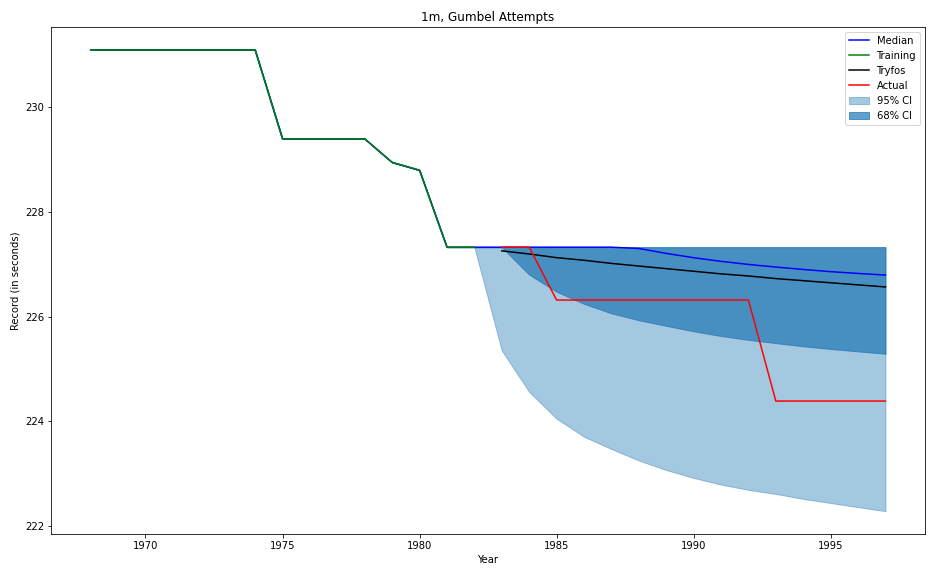 1m, Gumbel Attempts
Median
Training
Tryfos
Actual
95% CI
68% CI
Record (in seconds)
230
228
226
224
222
1970
1975
1980
1985
1990
1995
Year